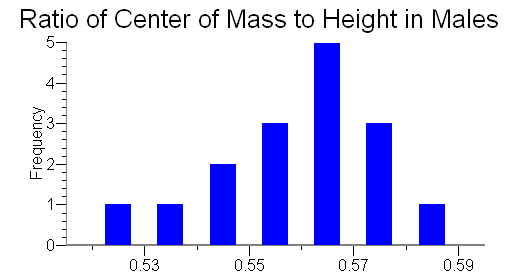 Ratio of Center of Mass to Height in Males
5
4
3
2
1
0
Frequency
0.53 0.55 0.57 0.59